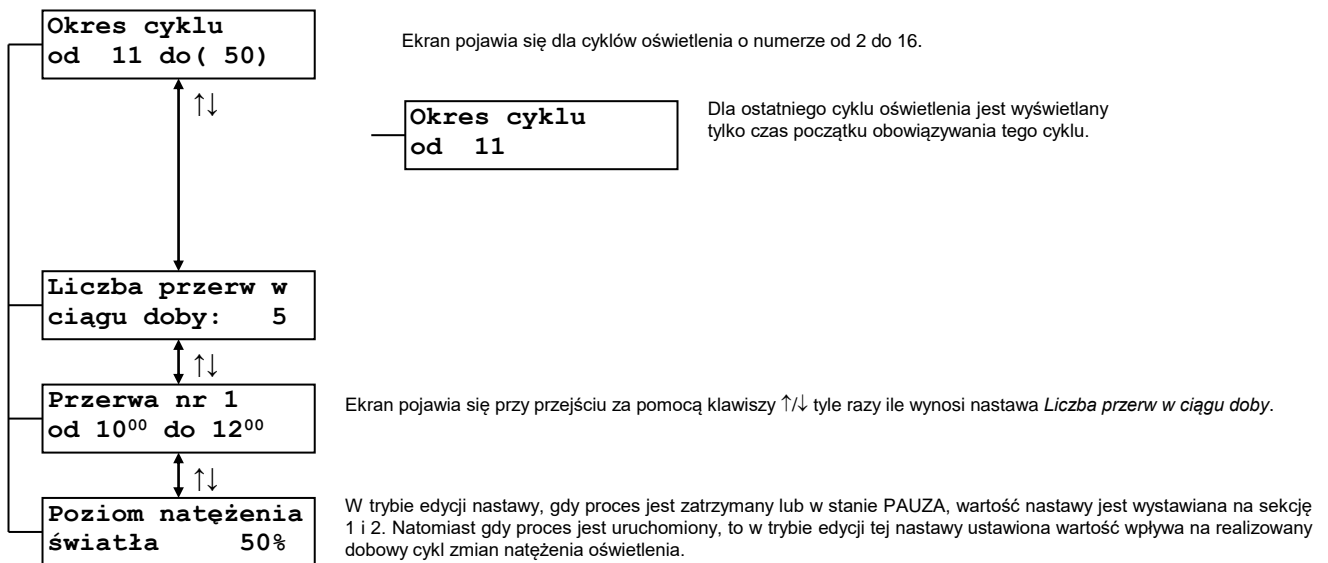 Okres cyklu
od 11 do( 50)
Ekran pojawia się dla cyklów oświetlenia o numerze od 2 do 16.
↑↓
Okres cyklu
od 11
Dla ostatniego cyklu oświetlenia jest wyświetlany
tylko czas początku obowiązywania tego cyklu.
Liczba przerw w
ciągu doby: 5
↑↓
Przerwa nr 1
od 10⁰⁰ do 12⁰⁰
Ekran pojawia się przy przejściu za pomocą klawiszy ↑/↓ tyle razy ile wynosi nastawa Liczba przerw w ciągu doby.
↑↓
Poziom natężenia
światła 50%
W trybie edycji nastawy, gdy proces jest zatrzymany lub w stanie PAUZA, wartość nastawy jest wystawiana na sekcję
1 i 2. Natomiast gdy proces jest uruchomiony, to w trybie edycji tej nastawy ustawiona wartość wpływa na realizowany
dobowy cykl zmian natężenia oświetlenia.